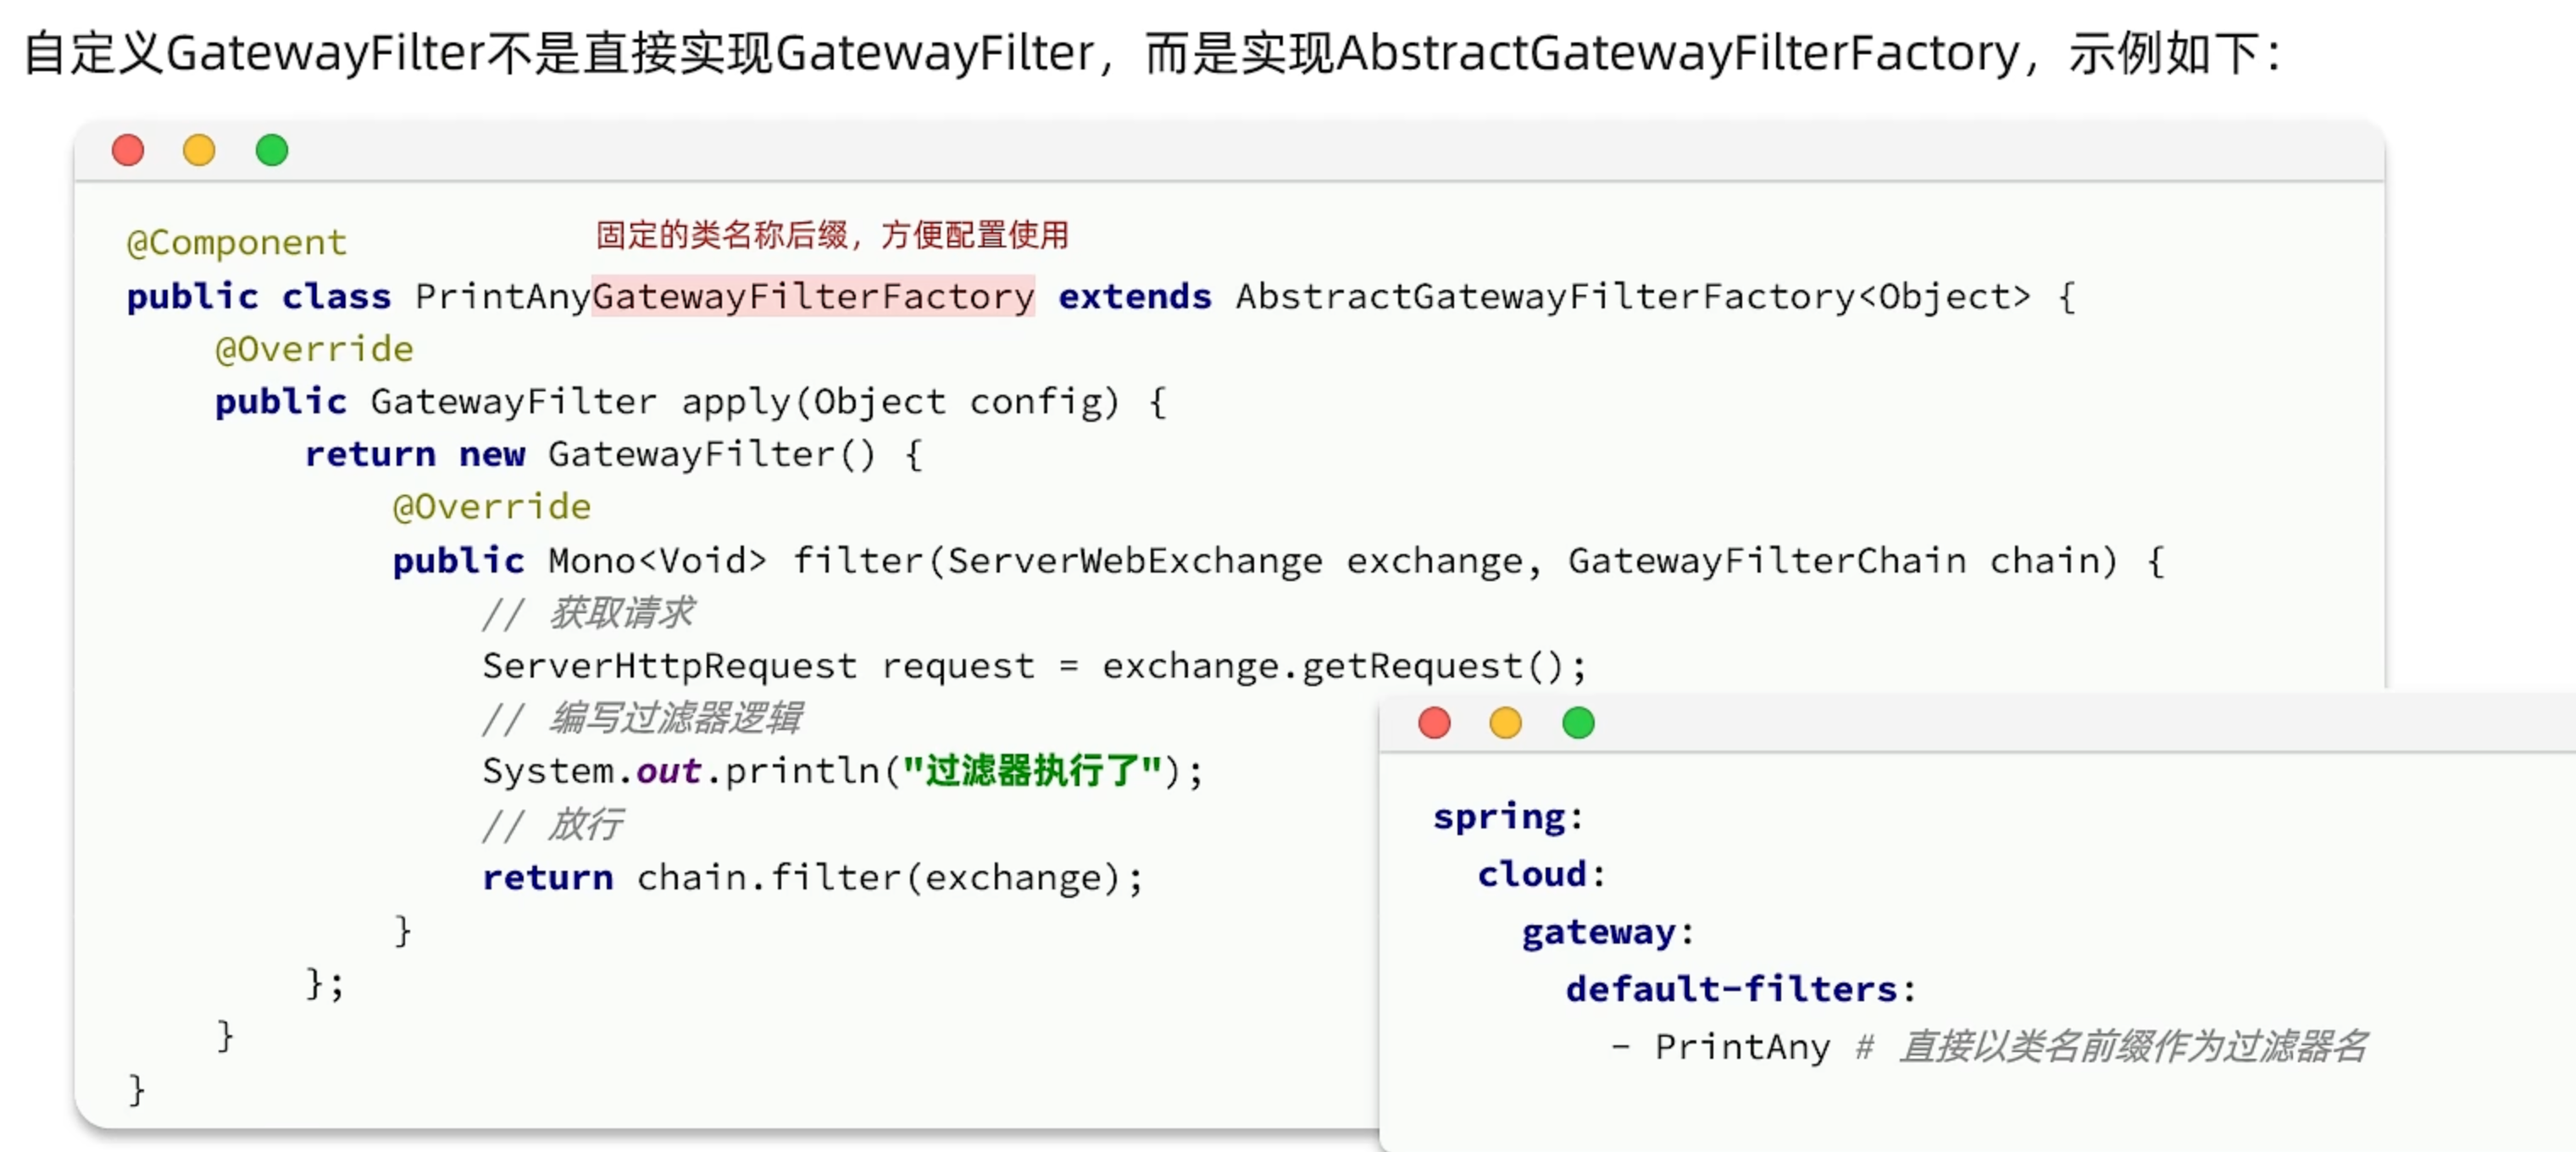 自定义GatewayFilter不是直接实现GatewayFilter，而是实现AbstractGatewayFilterFactory，示例如下：
@Component
固定的类名称后缀，方便配置使用
public class PrintAnyGatewayFilterFactory extends AbstractGatewayFilterFactory<Object> {
@Override
public GatewayFilter apply(Object config) {
return new GatewayFilter() {
@Override
public Mono<Void> filter(ServerWebExchange exchange, GatewayFilterChain chain) {
// 获取请求
ServerHttpRequest request = exchange.getRequest();
// 编写过滤器逻辑
System.out.println("过滤器执行了");
// 放行
return chain.filter(exchange);
}
};
}
}
spring:
cloud:
gateway:
default-filters:
- PrintAny # 直接以类名前缀作为过滤器名